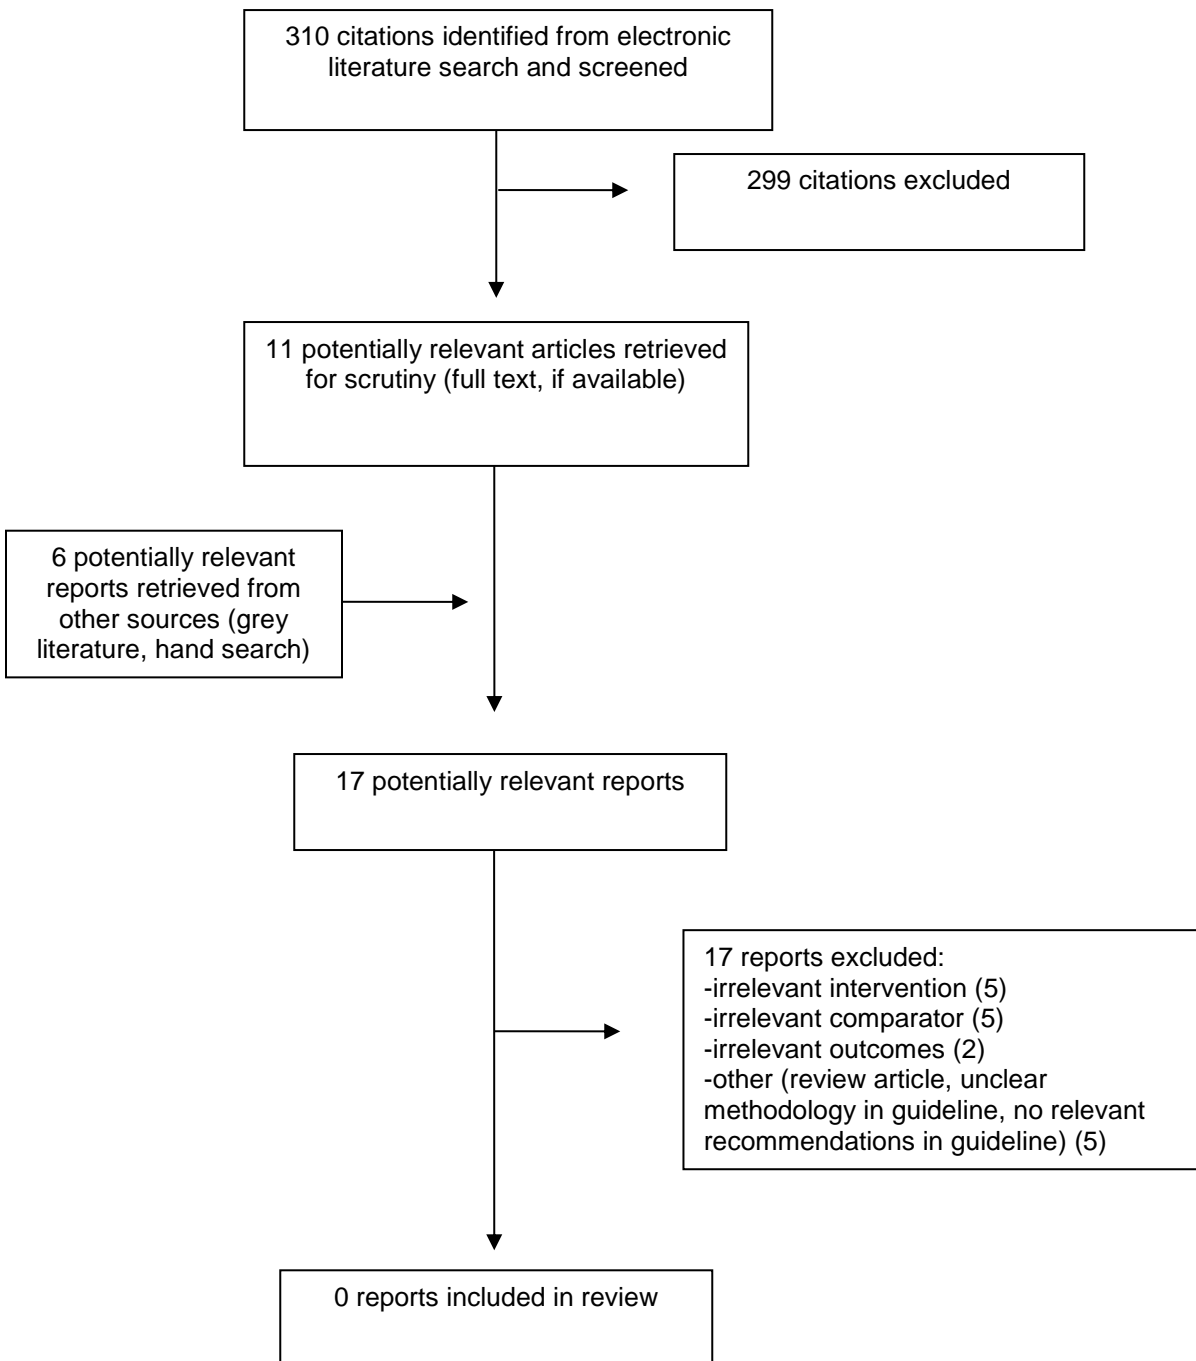 310 citations identified from electronic
literature search and screened
299 citations excluded
11 potentially relevant articles retrieved
for scrutiny (full text, if available)
6 potentially relevant
reports retrieved from
other sources (grey
literature, hand search)
17 potentially relevant reports
17 reports excluded:
-irrelevant intervention (5)
-irrelevant comparator (5)
-irrelevant outcomes (2)
-other (review article, unclear
methodology in guideline, no relevant
recommendations in guideline) (5)
0 reports included in review